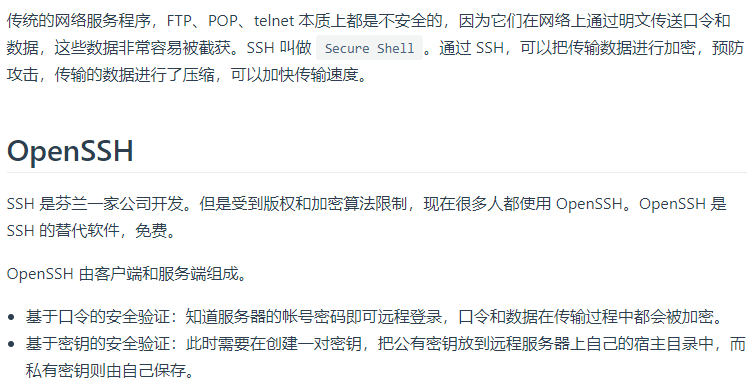 传统的网络服务程序，FTP、POP、telnet 本质上都是不安全的，因为它们在网络上通过明文传送口令和
数据，这些数据非常容易被截获。SSH 叫做 Secure Shell 。通过 SSH，可以把传输数据进行加密，预防
攻击，传输的数据进行了压缩，可以加快传输速度。
OpenSSH
SSH 是芬兰一家公司开发。但是受到版权和加密算法限制，现在很多人都使用 OpenSSH。OpenSSH 是
SSH 的替代软件，免费。
OpenSSH 由客户端和服务端组成。
• 基于口令的安全验证：知道服务器的帐号密码即可远程登录，口令和数据在传输过程中都会被加密。
• 基于密钥的安全验证：此时需要在创建一对密钥，把公有密钥放到远程服务器上自己的宿主目录中，而
私有密钥则由自己保存。